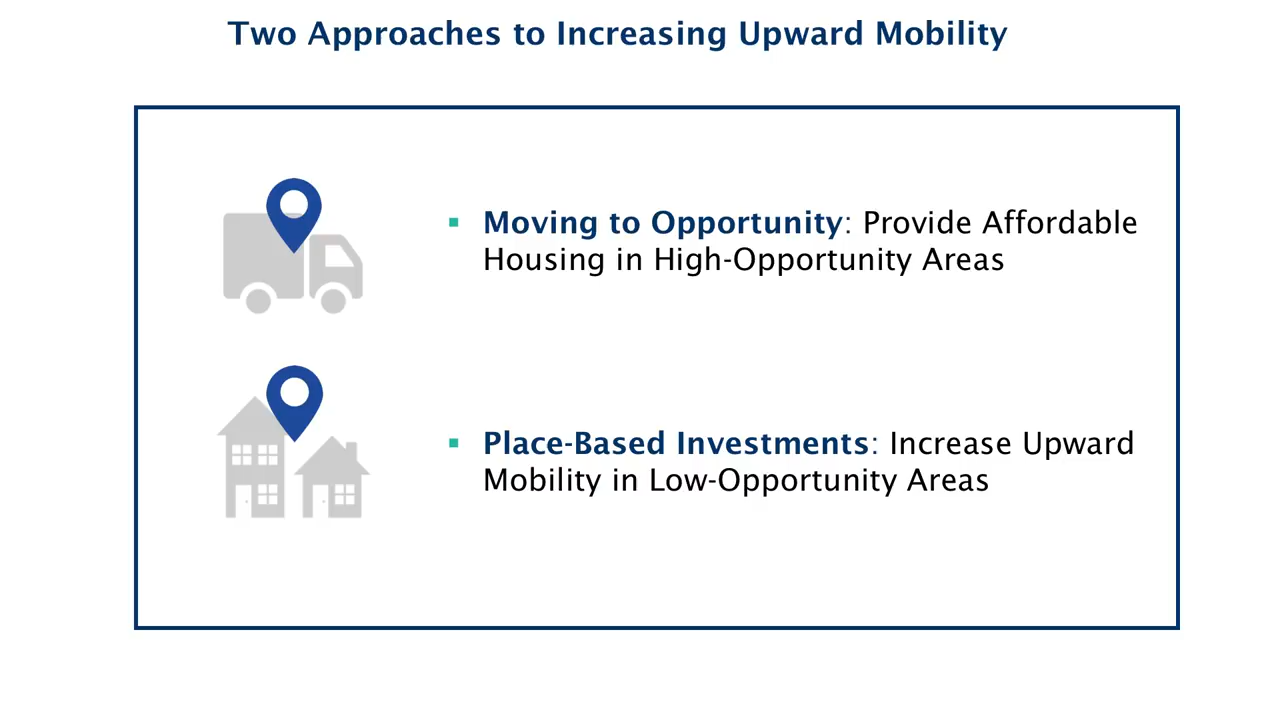 Two Approaches to Increasing Upward Mobility
Moving to Opportunity: Provide Affordable
Housing in High-Opportunity Areas
Place-Based Investments: Increase Upward
Mobility in Low-Opportunity Areas